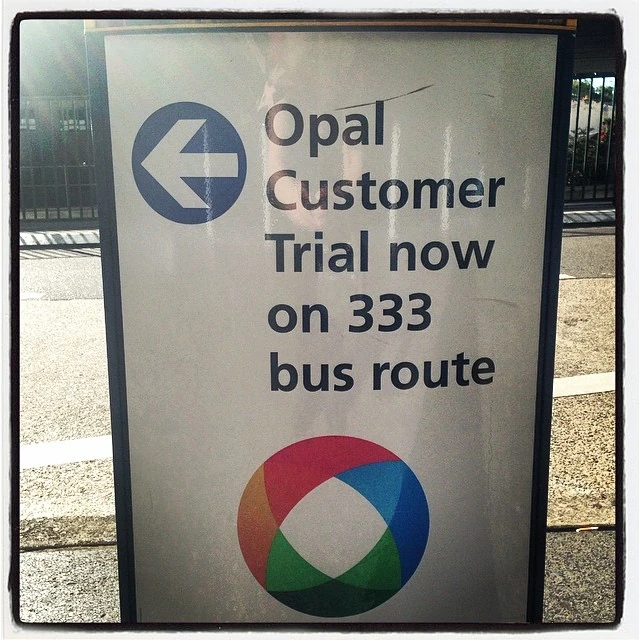 Opal
Customer
Trial now
on 333
bus route